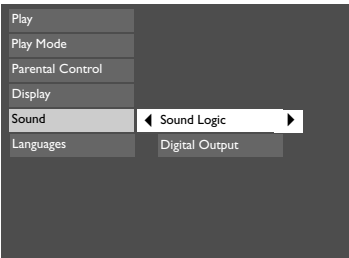 Play
Play Mode
Parental Control
Display
Sound
Sound Logic
Languages
Digital Output